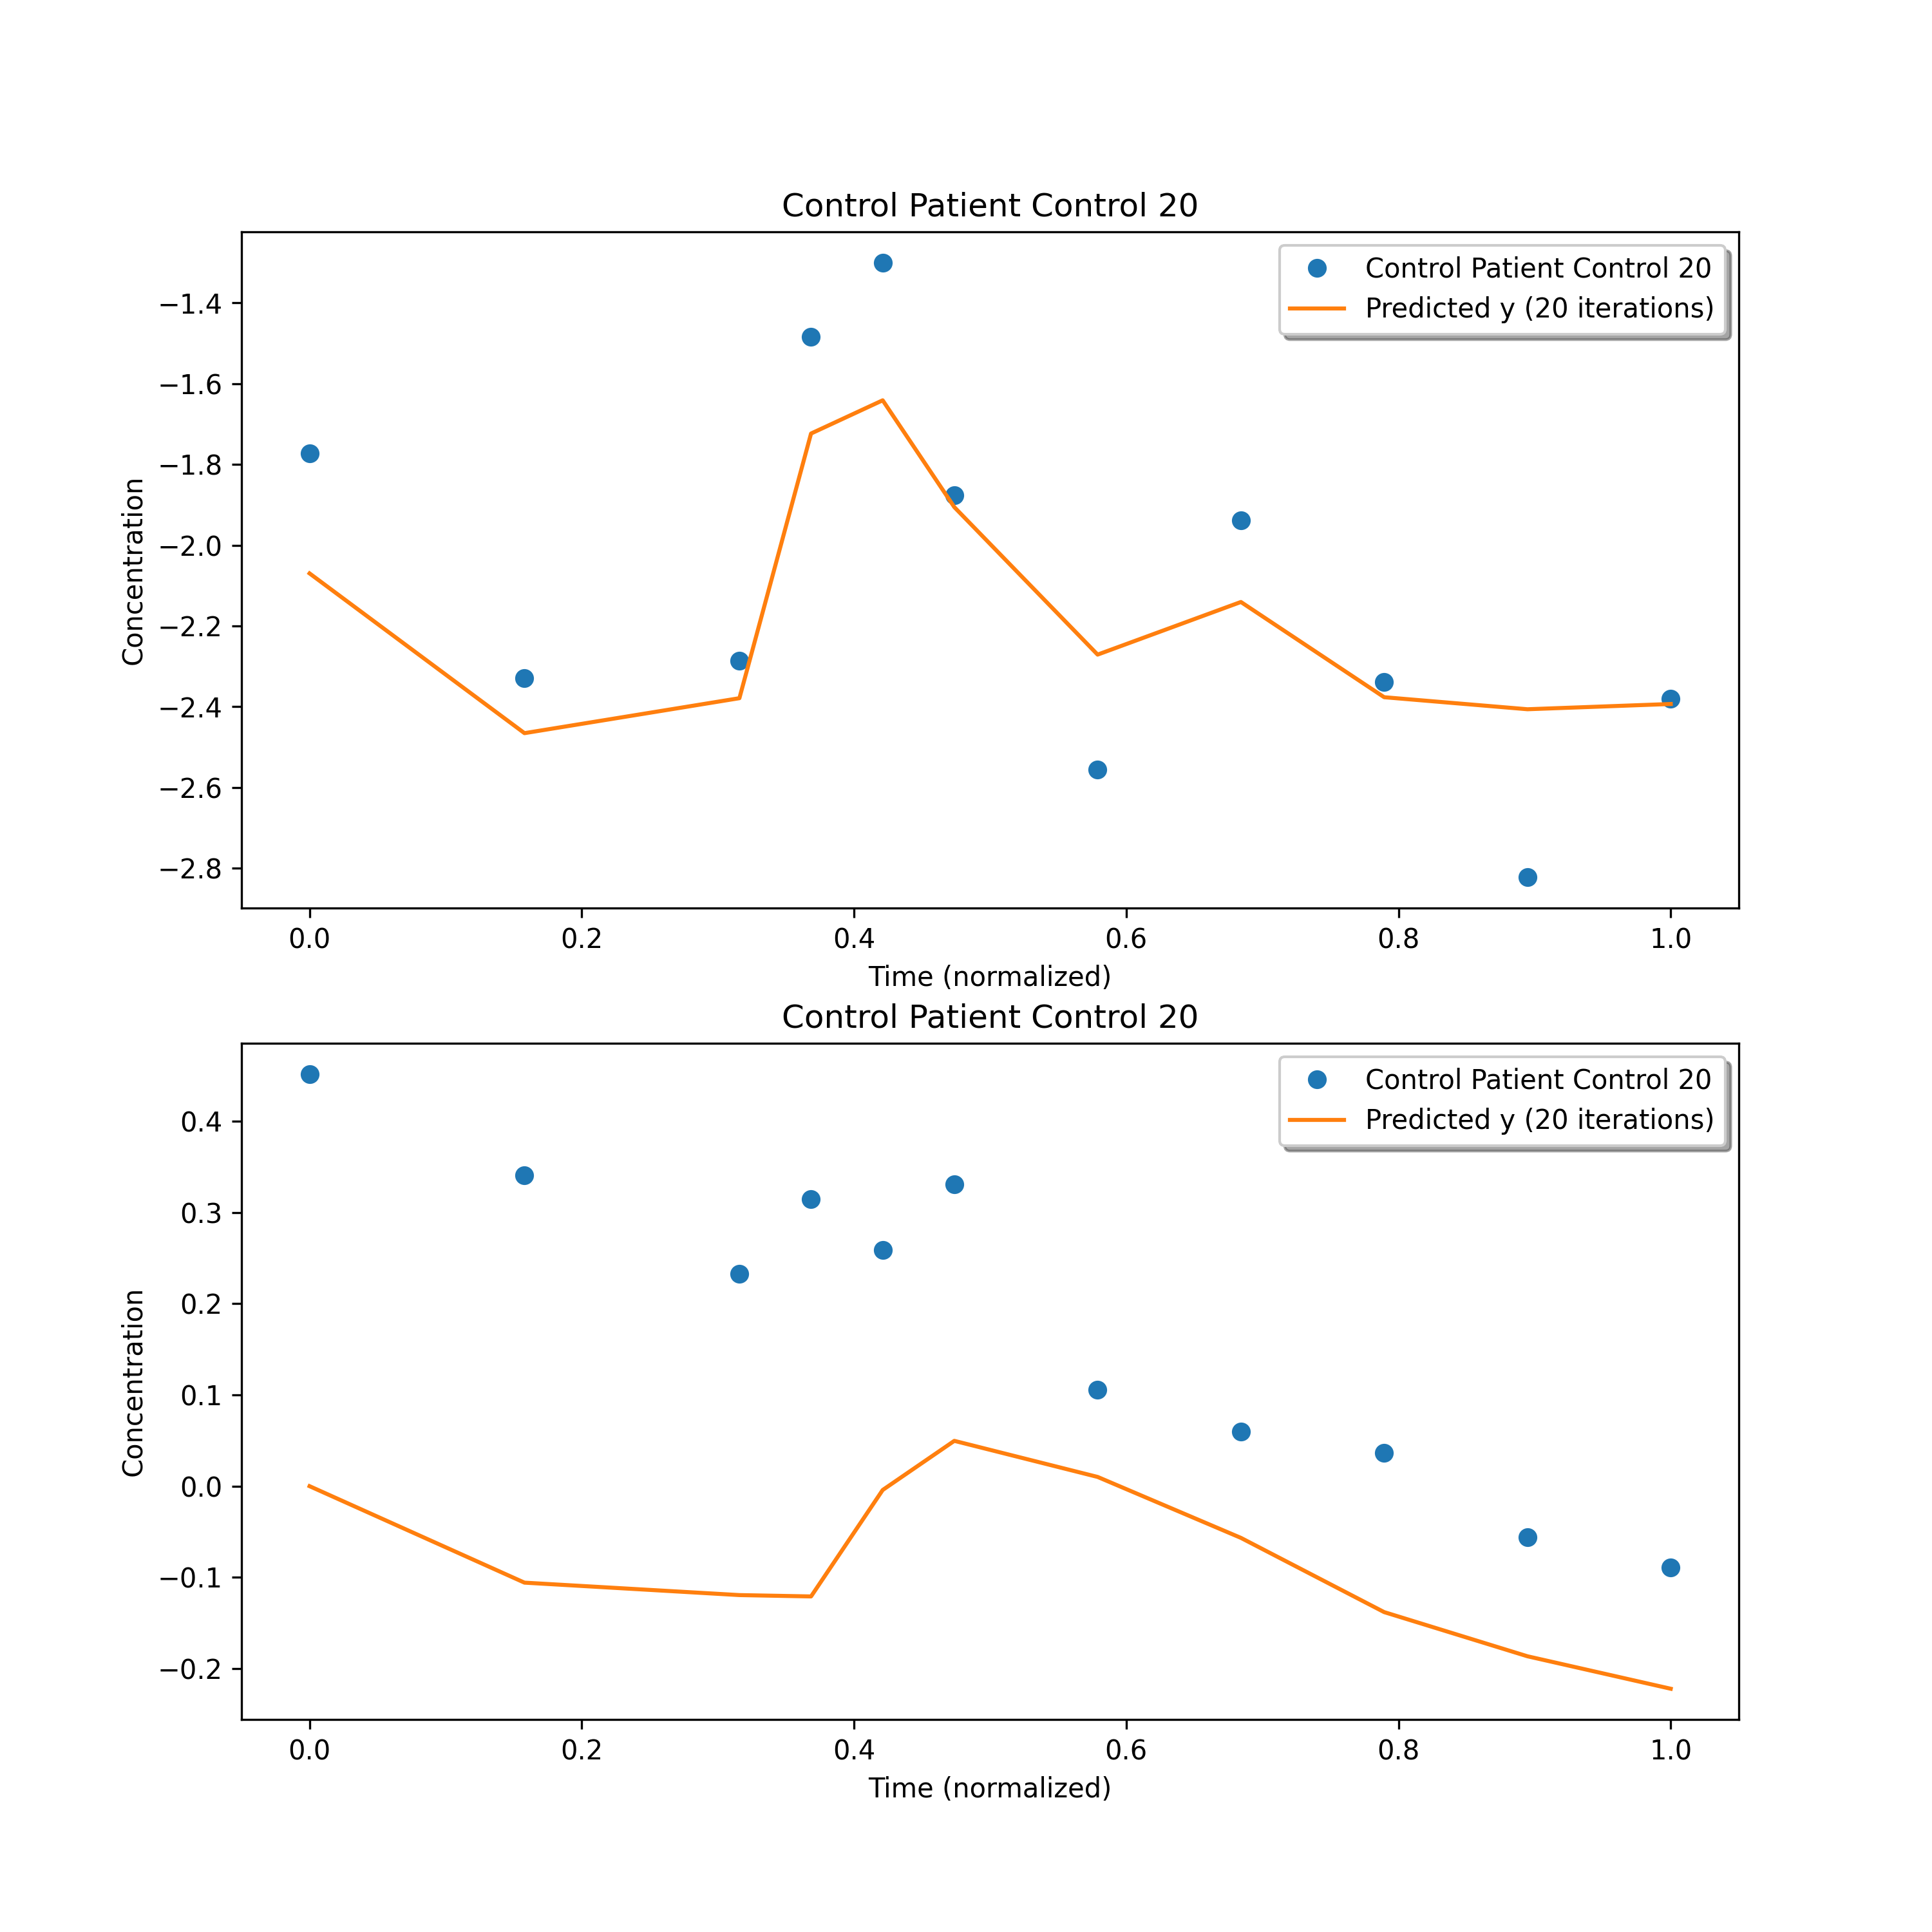 Control Patient Control 20
Control Patient Control 20
Predicted y (20 iterations)
Concentration
−1.4
−1.6
−1.8
−2.0
−2.2
−2.4
−2.6
−2.8
0.0 0.2 0.4 0.6 0.8 1.0
Time (normalized)
Control Patient Control 20
Control Patient Control 20
Predicted y (20 iterations)
Concentration
0.4
0.3
0.2
0.1
0.0
−0.1
−0.2
0.0 0.2 0.4 0.6 0.8 1.0
Time (normalized)